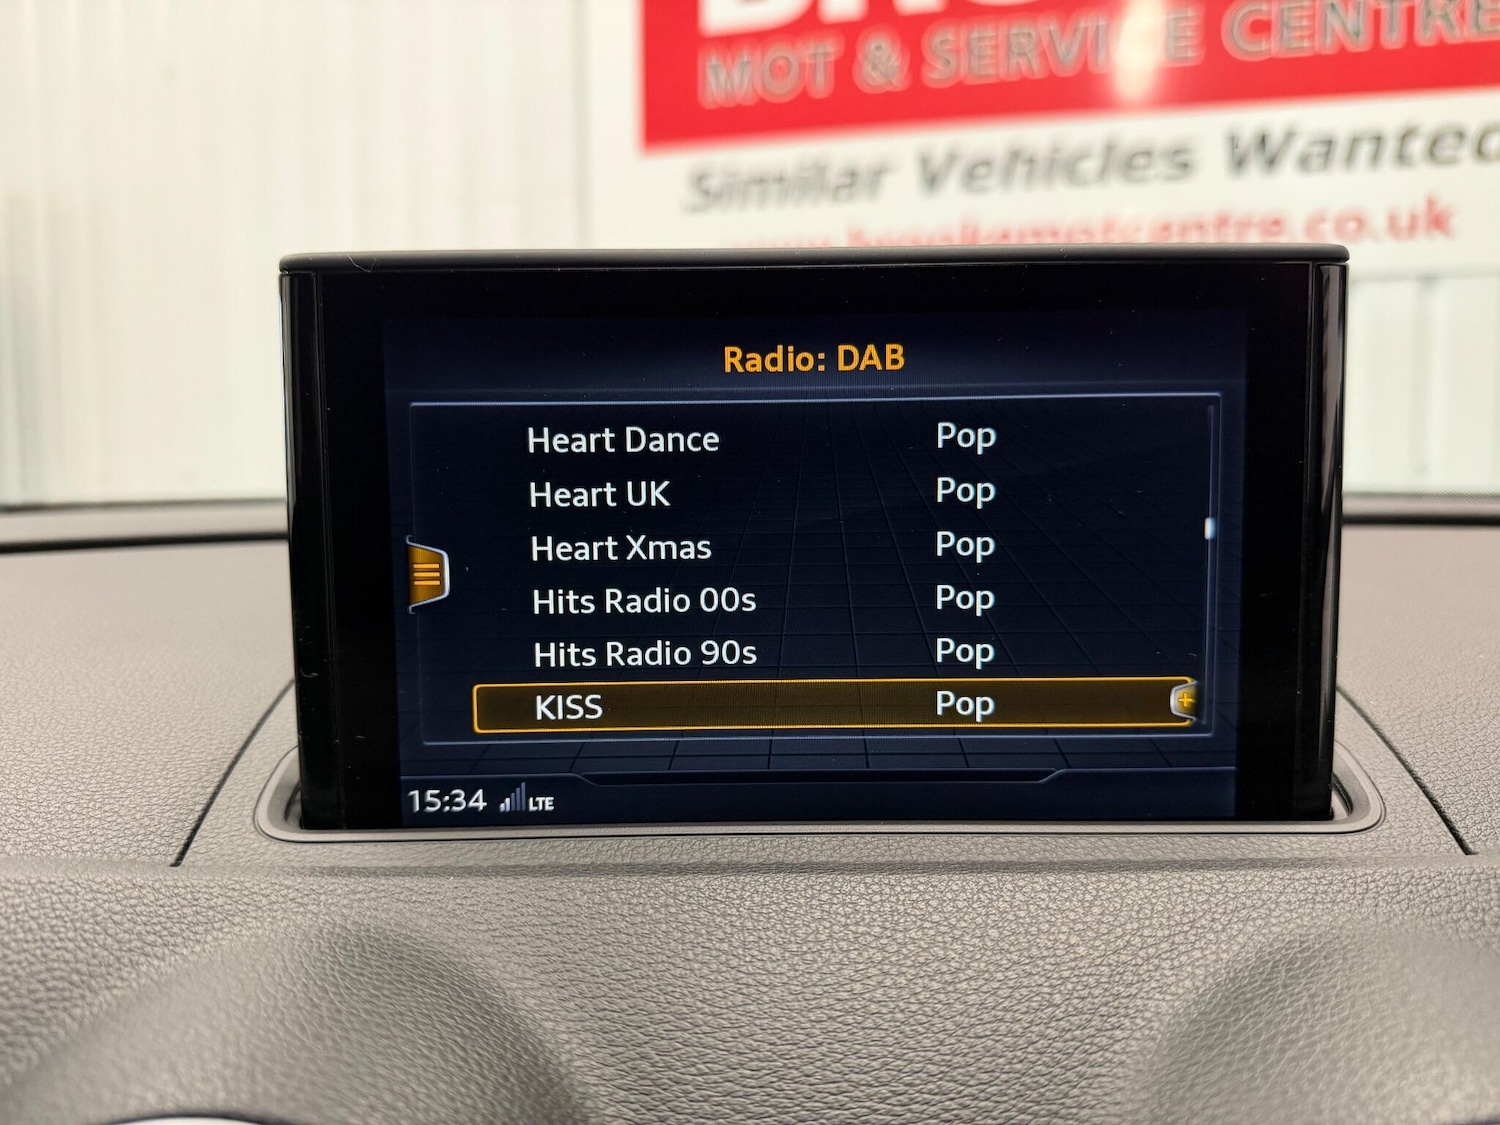 MOT & SERVICE CENTRE
Similar Vehicles Wanted
Radio: DAB
Heart Dance Pop
Heart UK Pop
Heart Xmas Pop
Hits Radio 00s Pop
Hits Radio 90s Pop
KISS Pop
15:34 LTE